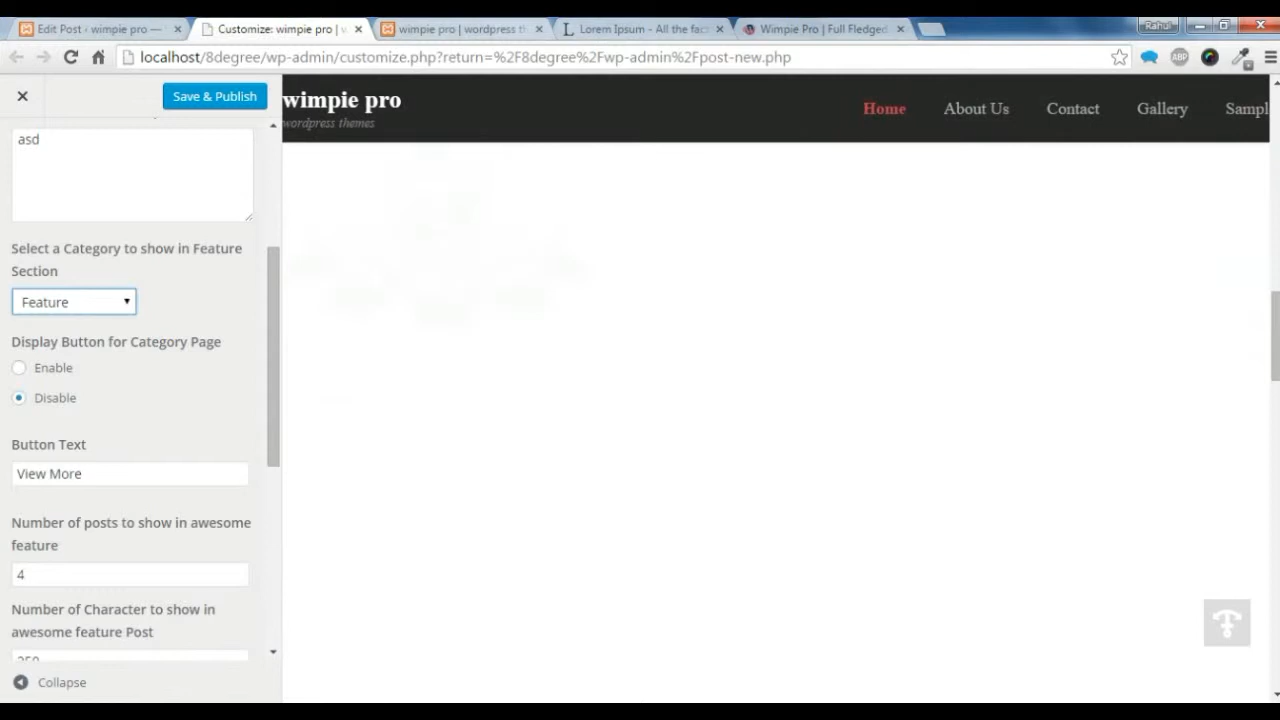 Edit Post ‹ wimpie pro —
Customize: wimpie pro |
wimpie pro | wordpress th
Lorem Ipsum - All the fact
Wimpie Pro | Full Fledged
Rahul
localhost/8degree/wp-admin/customize.php?return=%2F8degree%2Fwp-admin%2Fpost-new.php
ABP
Save & Publish
wimpie pro
wordpress themes
Home
About Us
Contact
Gallery
Sampl
asd
Select a Category to show in Feature
Section
Feature
Display Button for Category Page
Enable
Disable
Button Text
View More
Number of posts to show in awesome
feature
4
Number of Character to show in
awesome feature Post
Collapse